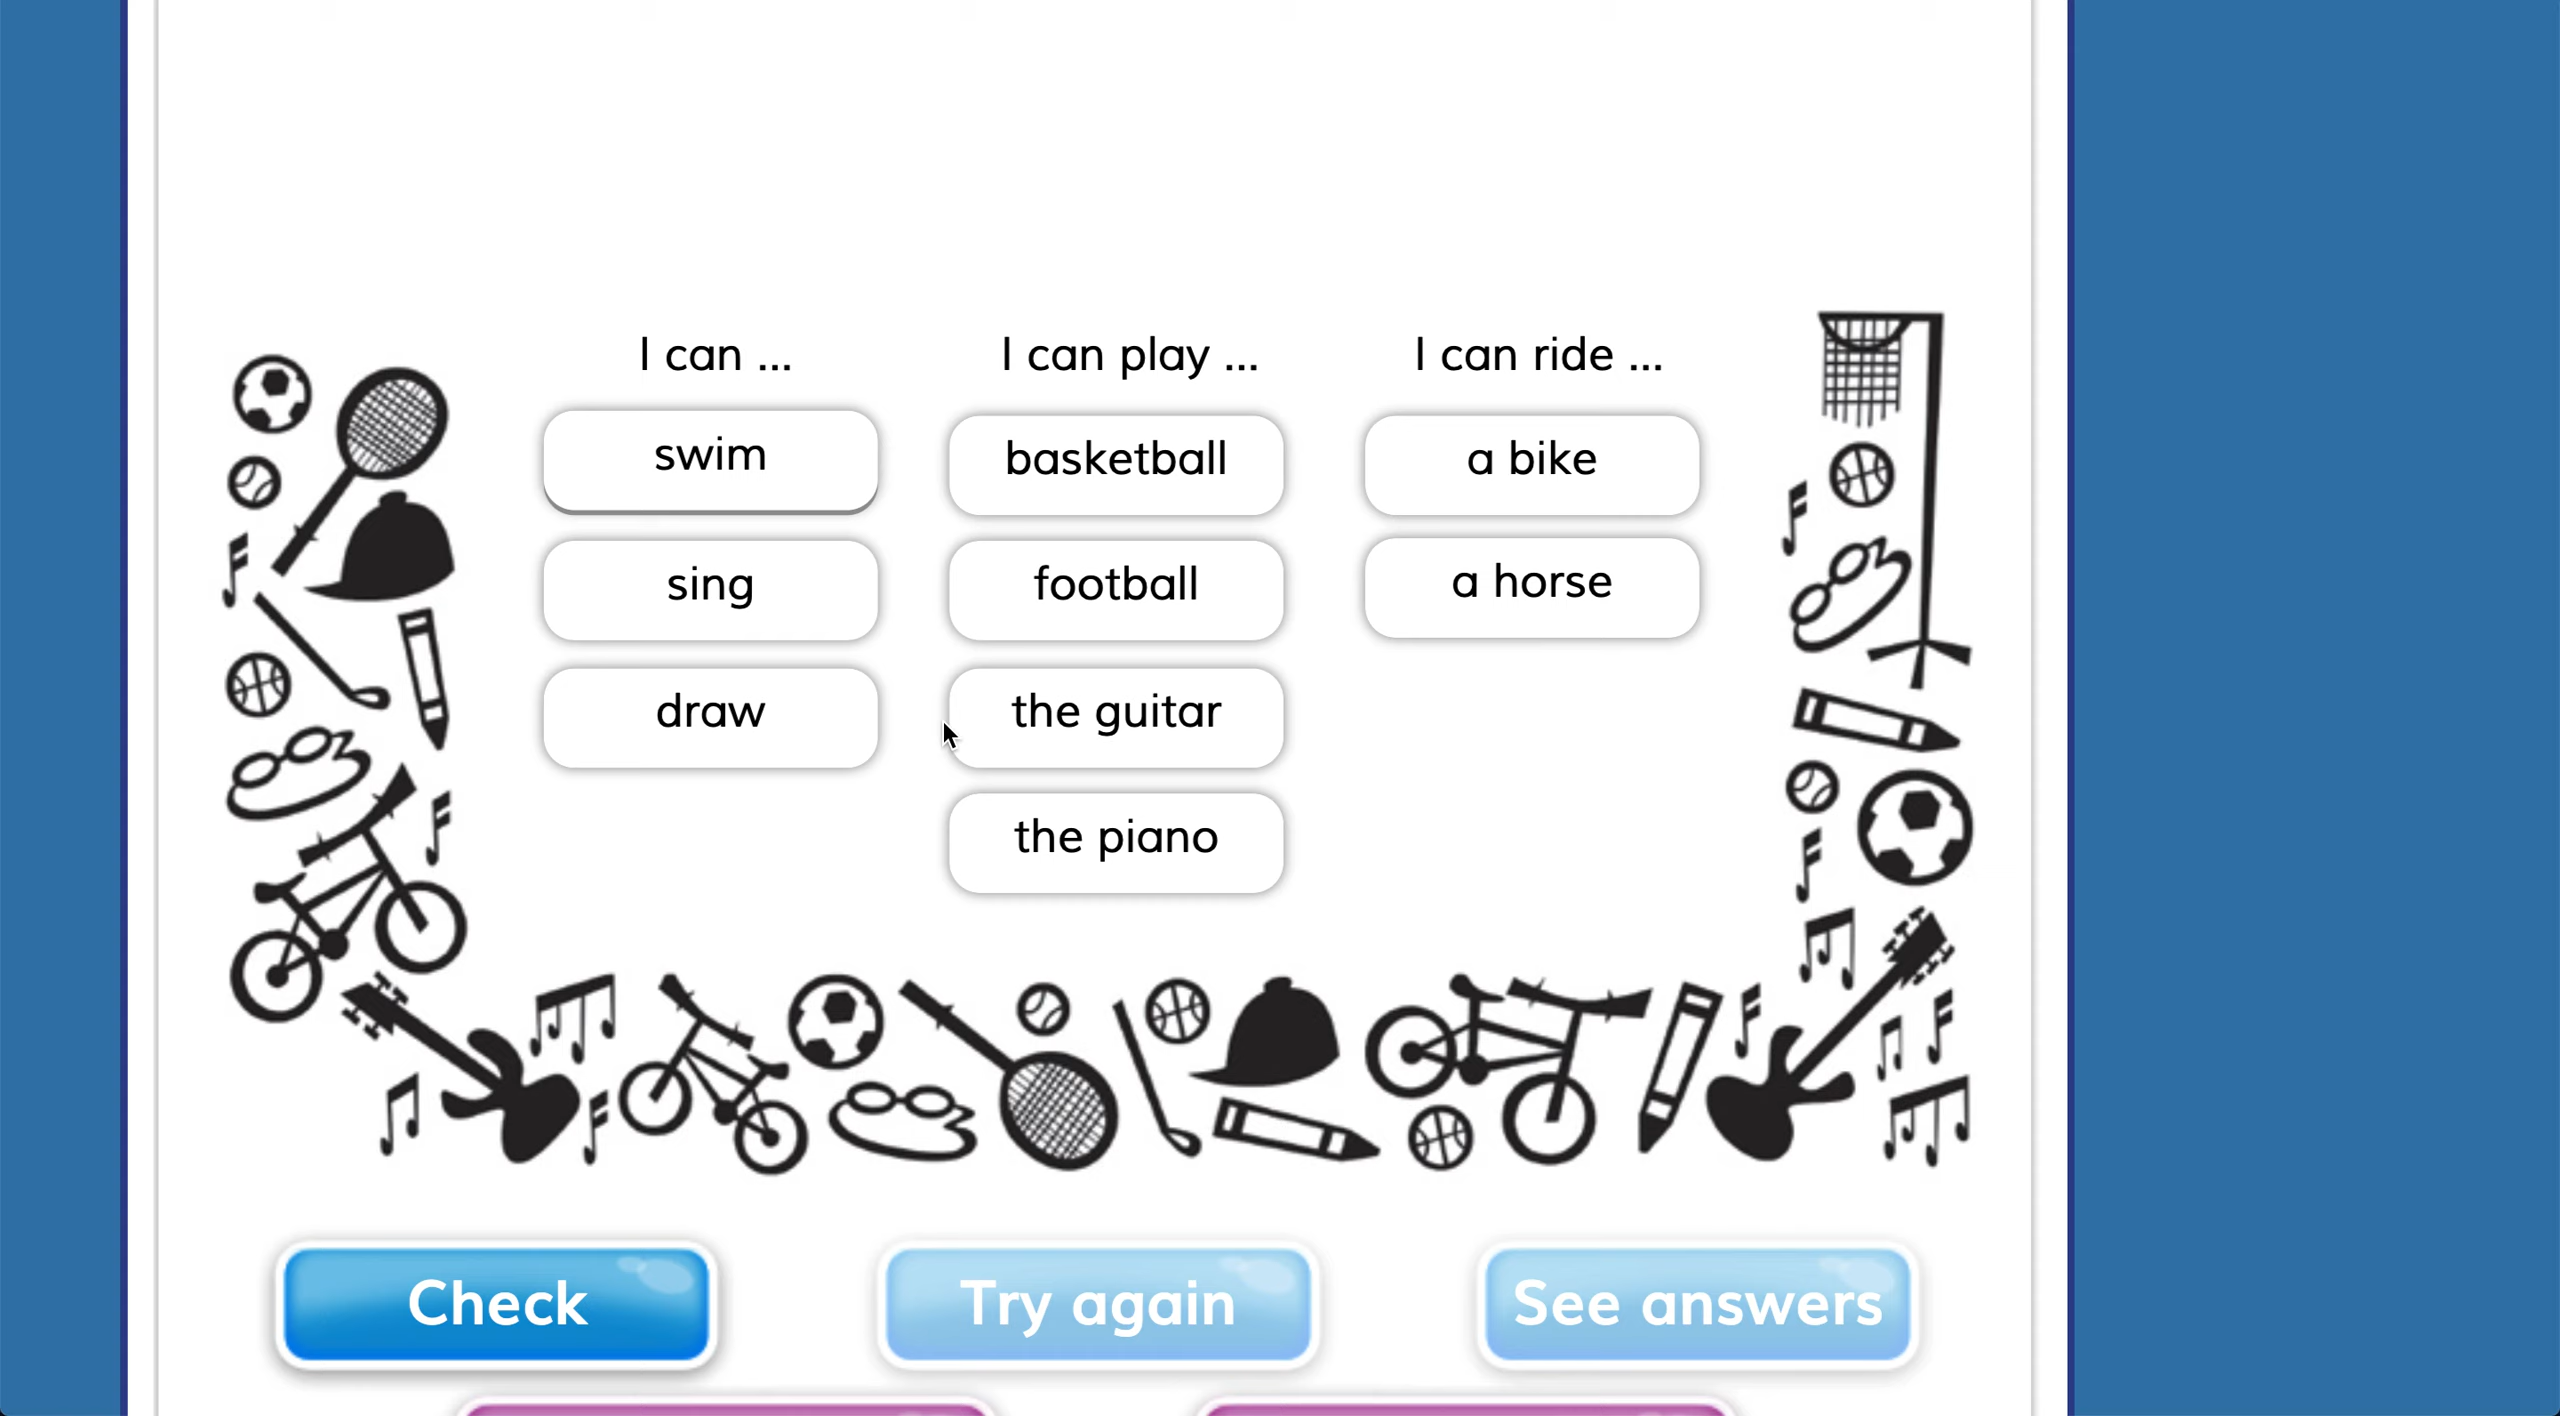 I can ...
I can play ...
I can ride ...
swim
basketball
a bike
sing
football
a horse
draw
the guitar
the piano
Check
Try again
See answers